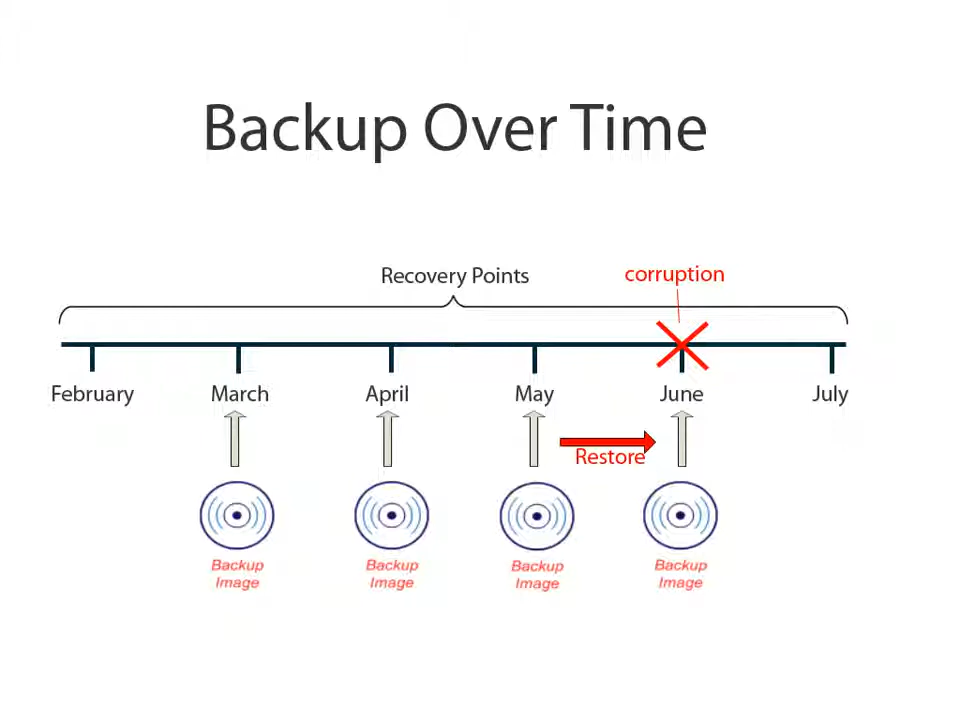 Backup Over Time
Recovery Points
corruption
February
March
April
May
June
July
Restore
Backup
Image
Backup
Image
Backup
Image
Backup
Image